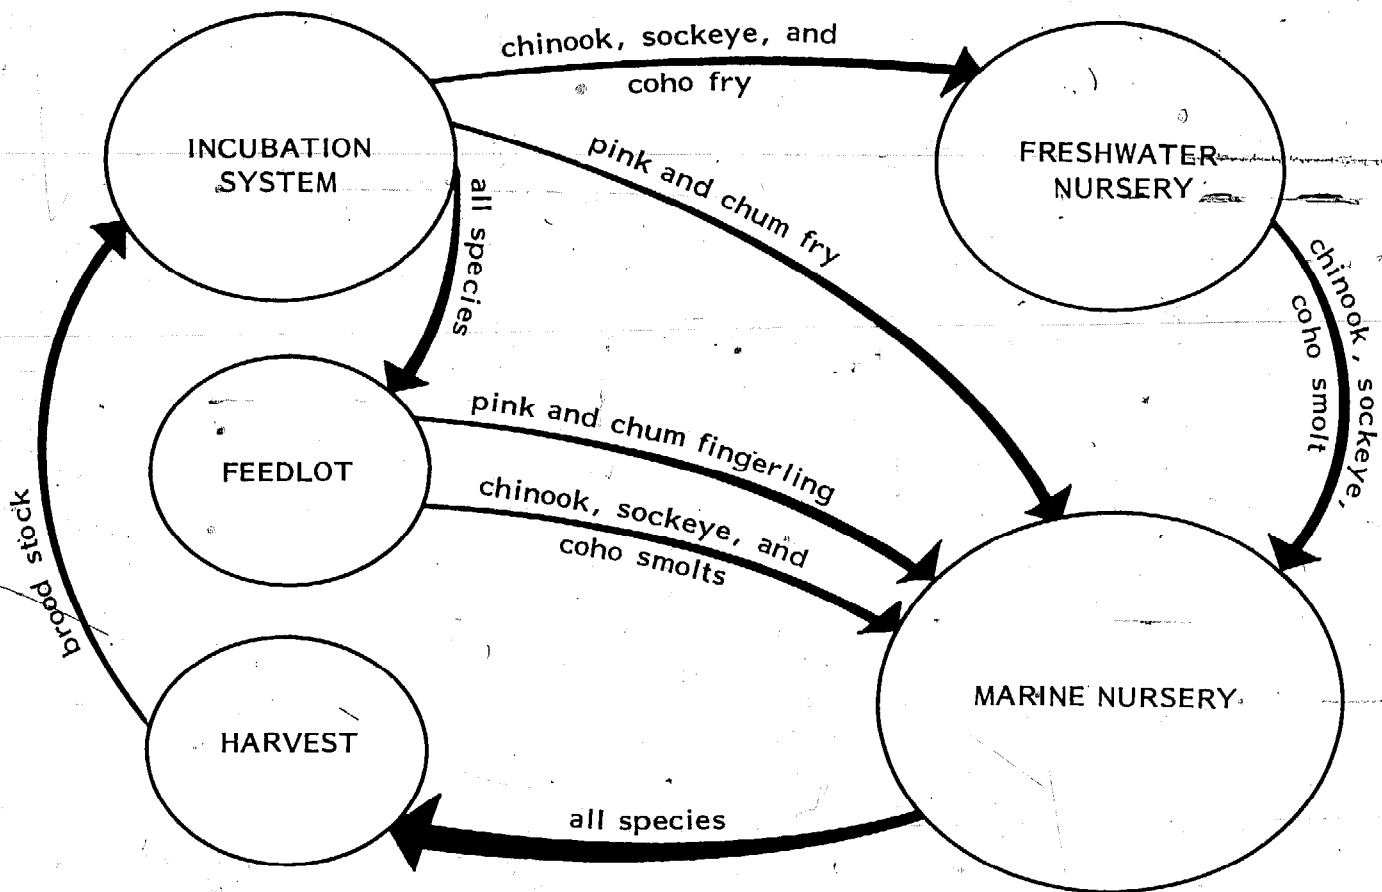 chinook, sockeye, and
coho fry
INCUBATION
SYSTEM
FRESHWATER
NURSERY
pink and chum fry
all species
chinook, sockeye,
coho smolt
pink and chum fingerling
FEEDLOT
chinook, sockeye, and
coho smolts
brood stock
MARINE NURSERY
HARVEST
all species